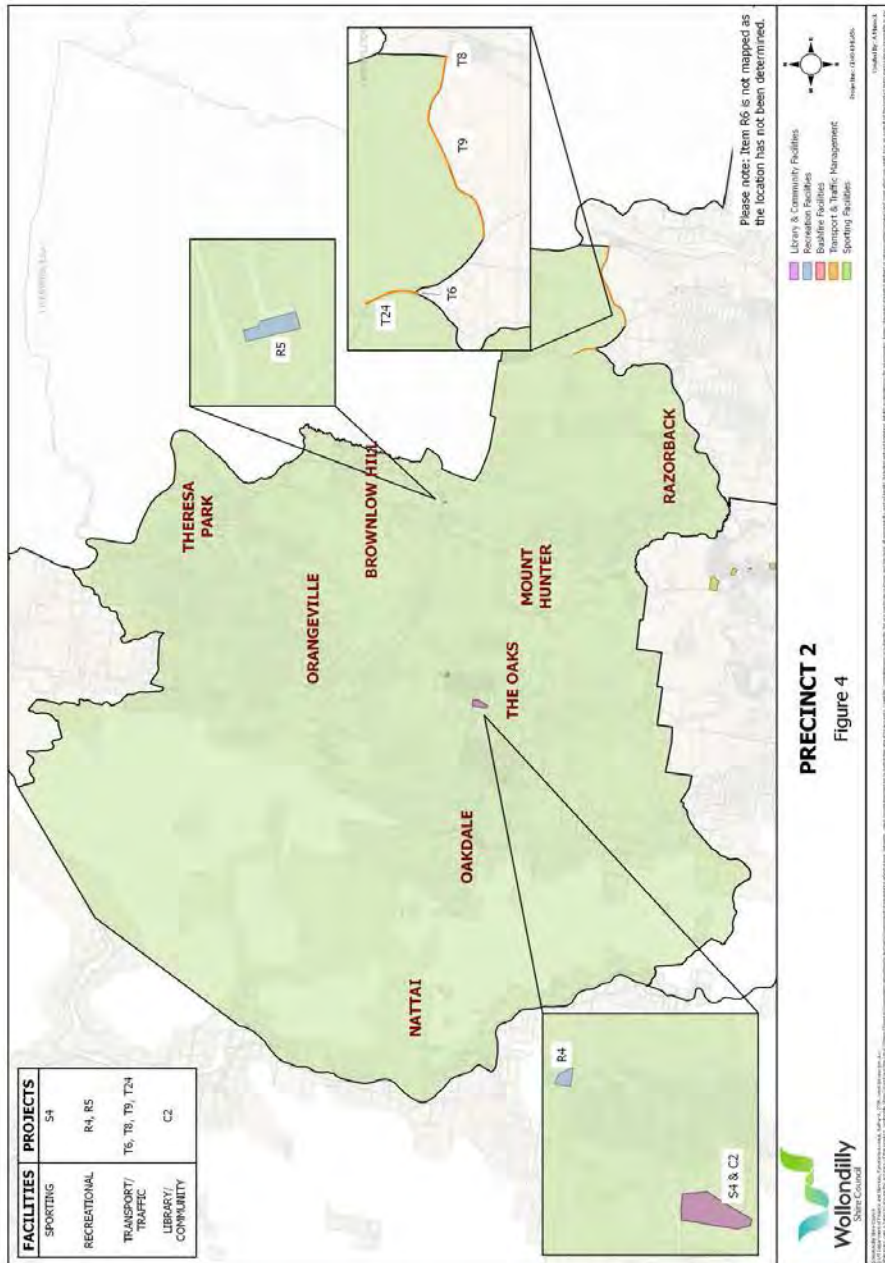 FACILITIES PROJECTS
SPORTING S4
RECREATIONAL R4, R5
TRANSPORT/
TRAFFIC T6, T8, T9, T24
LIBRARY/
COMMUNITY C2
NATTAI
OAKDALE
ORANGEVILLE
THERESA
PARK
BROWNLOW HILL
THE OAKS
MOUNT
HUNTER
RAZORBACK
R5
T24
T6
T9
T8
R4
S4 & C2
Please note: Item R6 is not mapped as
the location has not been determined.
PRECINCT 2
Figure 4
Wollondilly
Shire Council
Library & Community Facilities
Recreation Facilities
Bushfire Facilities
Transport & Traffic Management
Sporting Facilities